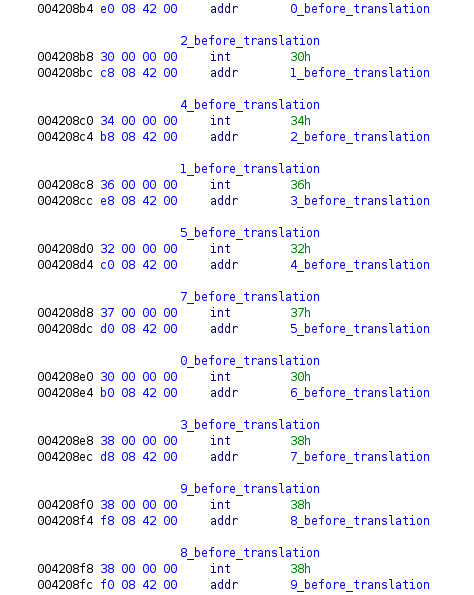 004208b4 e0 08 42 00 addr 0_before_translation
2_before_translation
004208b8 30 00 00 00 int 30h
004208bc c8 08 42 00 addr 1_before_translation
4_before_translation
004208c0 34 00 00 00 int 34h
004208c4 b8 08 42 00 addr 2_before_translation
1_before_translation
004208c8 36 00 00 00 int 36h
004208cc e8 08 42 00 addr 3_before_translation
5_before_translation
004208d0 32 00 00 00 int 32h
004208d4 c0 08 42 00 addr 4_before_translation
7_before_translation
004208d8 37 00 00 00 int 37h
004208dc d0 08 42 00 addr 5_before_translation
0_before_translation
004208e0 30 00 00 00 int 30h
004208e4 b0 08 42 00 addr 6_before_translation
3_before_translation
004208e8 38 00 00 00 int 38h
004208ec d8 08 42 00 addr 7_before_translation
9_before_translation
004208f0 38 00 00 00 int 38h
004208f4 f8 08 42 00 addr 8_before_translation
8_before_translation
004208f8 38 00 00 00 int 38h
004208fc f0 08 42 00 addr 9_before_translation